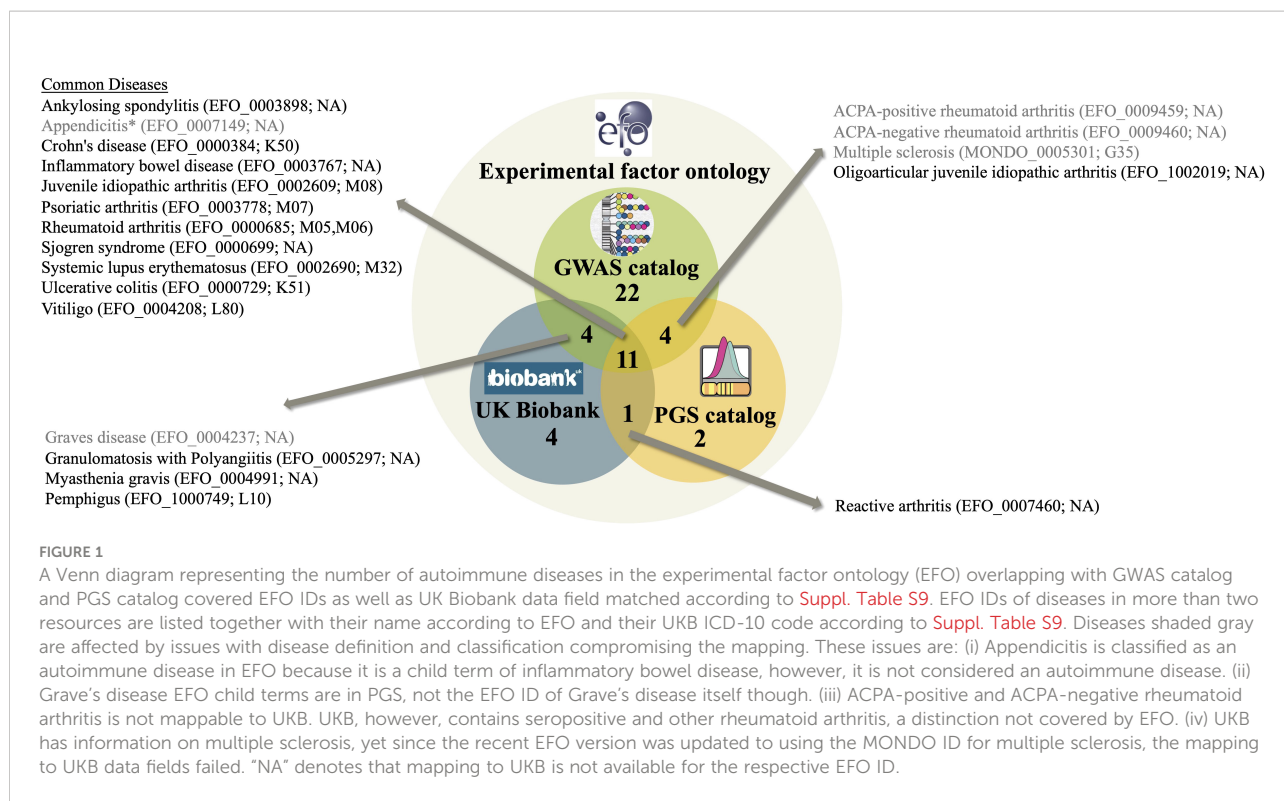 Common Diseases
Ankylosing spondylitis (EFO_0003898; NA)
Appendicitis* (EFO_0007149; NA)
Crohn's disease (EFO_0000384; K50)
Inflammatory bowel disease (EFO_0003767; NA)
Juvenile idiopathic arthritis (EFO_0002609; M08)
Psoriatic arthritis (EFO_0003778; M07)
Rheumatoid arthritis (EFO_0000685; M05,M06)
Sjogren syndrome (EFO_0000699; NA)
Systemic lupus erythematosus (EFO_0002690; M32)
Ulcerative colitis (EFO_0000729; K51)
Vitiligo (EFO_0004208; L80)
efo
Experimental factor ontology
GWAS catalog
22
4
4
11
biobank uk
UK Biobank
4
1
PGS catalog
2
ACPA-positive rheumatoid arthritis (EFO_0009459; NA)
ACPA-negative rheumatoid arthritis (EFO_0009460; NA)
Multiple sclerosis (MONDO_0005301; G35)
Oligoarticular juvenile idiopathic arthritis (EFO_1002019; NA)
Graves disease (EFO_0004237; NA)
Granulomatosis with Polyangiitis (EFO_0005297; NA)
Myasthenia gravis (EFO_0004991; NA)
Pemphigus (EFO_1000749; L10)
Reactive arthritis (EFO_0007460; NA)
FIGURE 1
A Venn diagram representing the number of autoimmune diseases in the experimental factor ontology (EFO) overlapping with GWAS catalog
and PGS catalog covered EFO IDs as well as UK Biobank data field matched according to Suppl. Table S9. EFO IDs of diseases in more than two
resources are listed together with their name according to EFO and their UKB ICD-10 code according to Suppl. Table S9. Diseases shaded gray
are affected by issues with disease definition and classification compromising the mapping. These issues are: (i) Appendicitis is classified as an
autoimmune disease in EFO because it is a child term of inflammatory bowel disease, however, it is not considered an autoimmune disease. (ii)
Grave's disease EFO child terms are in PGS, not the EFO ID of Grave's disease itself though. (iii) ACPA-positive and ACPA-negative rheumatoid
arthritis is not mappable to UKB. UKB, however, contains seropositive and other rheumatoid arthritis, a distinction not covered by EFO. (iv) UKB
has information on multiple sclerosis, yet since the recent EFO version was updated to using the MONDO ID for multiple sclerosis, the mapping
to UKB data fields failed. "NA" denotes that mapping to UKB is not available for the respective EFO ID.